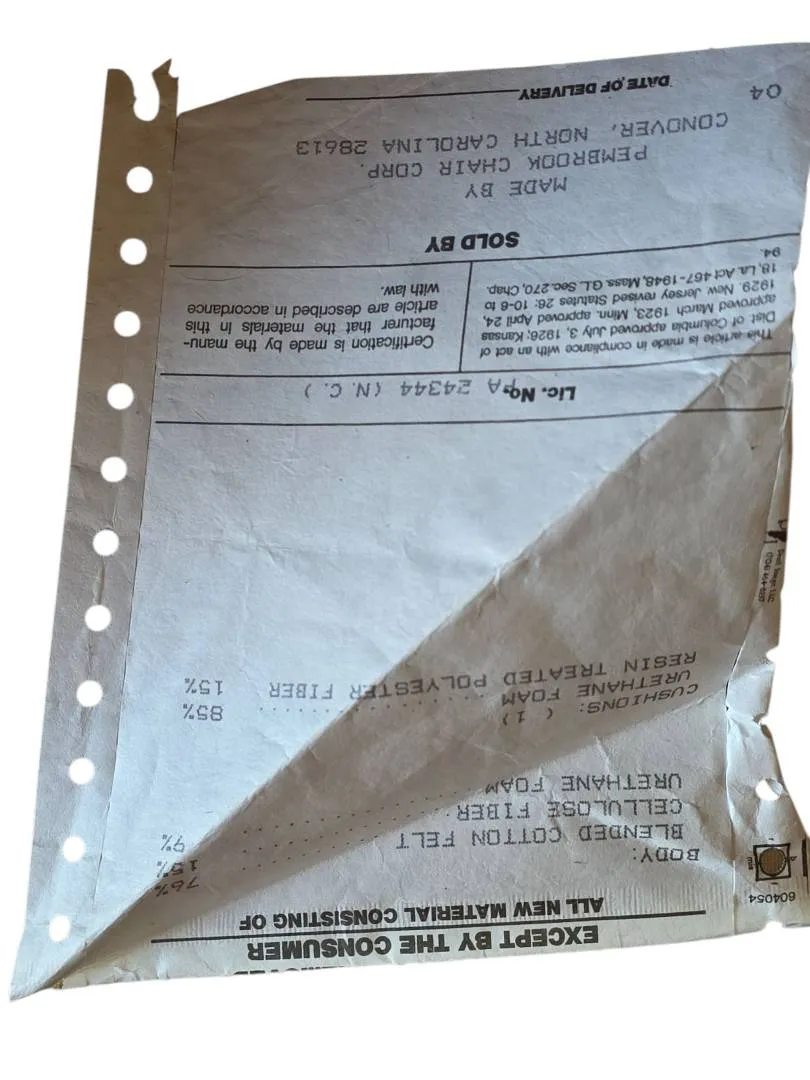 EXCEPT BY THE CONSUMER
ALL NEW MATERIAL CONSISTING OF
604054
BODY:
BLENDED COTTON FELT . . . . . . . . . . 76%
CELLULOSE FIBER . . . . . . . . . . 15%
URETHANE FOAM . . . . . . . . . . 9%
CUSHIONS: ( 1 )
URETHANE FOAM . . . . . . . . . . 85%
RESIN TREATED POLYESTER FIBER 15%
Lic. No. PA 24344 (N.C.)
This article is made in compliance with an act of
Dist of Columbia approved July 3, 1926; Kansas
approved March 1923, Minn. approved April 24,
1929. New Jersey revised Statutes 26: 10-6 to
18, La. Act 467-1948, Mass. G.L. Sec. 270, Chap.
94.
Certification is made by the manu-
facturer that the materials in this
article are described in accordance
with law.
SOLD BY
MADE BY
PEMBROOK CHAIR CORP.
CONOVER, NORTH CAROLINA 28613
04
DATE OF DELIVERY